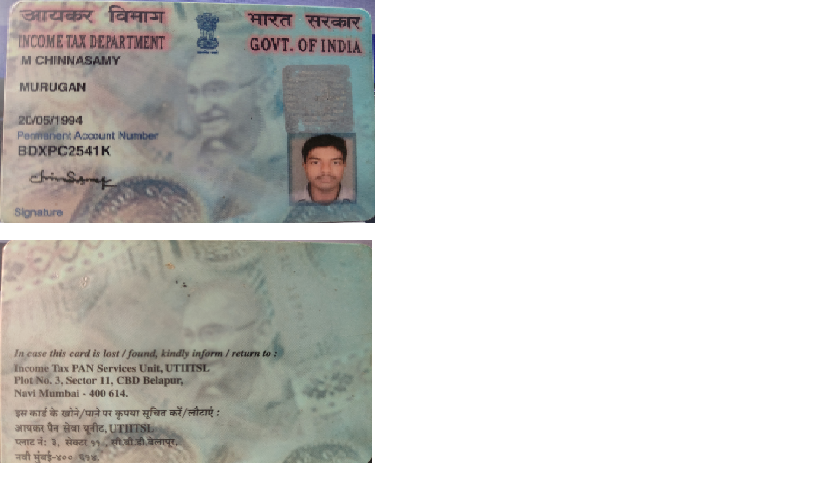 आयकर विभाग
भारत सरकार
INCOME TAX DEPARTMENT
GOVT. OF INDIA
M CHINNASAMY
MURUGAN
20/05/1994
Permanent Account Number
BDXPC2541K
Signature
In case this card is lost / found, kindly inform / return to :
Income Tax PAN Services Unit, UTIITSL
Plot No. 3, Sector 11, CBD Belapur,
Navi Mumbai - 400 614.
इस कार्ड के खोने/पाने पर कृपया सूचित करें/लौटाएं :
आयकर पैन सेवा यूनीट, UTIITSL
प्लाट नं: ३, सेक्टर ११ , सी.बी.डी.बेलापूर,
नवी मुंबई-४०० ६१४.